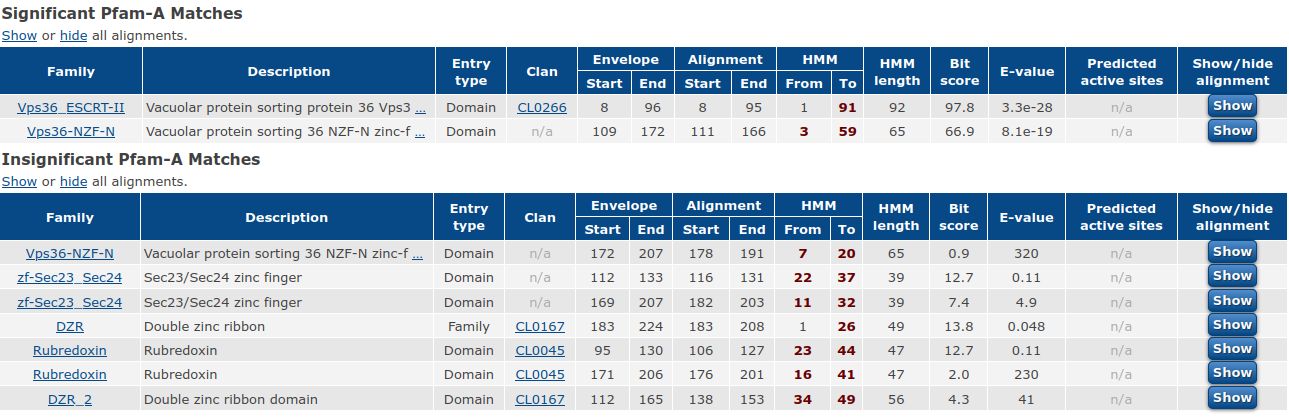 Significant Pfam-A Matches
Show or hide all alignments.
Family Description Entry type Clan Envelope Alignment HMM HMM length Bit score E-value Predicted active sites Show/hide alignment
Start End Start End From To
Vps36_ESCRT-II Vacuolar protein sorting protein 36 Vps3 ... Domain CL0266 8 96 8 95 1 91 92 97.8 3.3e-28 n/a Show
Vps36-NZF-N Vacuolar protein sorting 36 NZF-N zinc-f ... Domain n/a 109 172 111 166 3 59 65 66.9 8.1e-19 n/a Show
Insignificant Pfam-A Matches
Show or hide all alignments.
Family Description Entry type Clan Envelope Alignment HMM HMM length Bit score E-value Predicted active sites Show/hide alignment
Start End Start End From To
Vps36-NZF-N Vacuolar protein sorting 36 NZF-N zinc-f ... Domain n/a 172 207 178 191 7 20 65 0.9 320 n/a Show
zf-Sec23_Sec24 Sec23/Sec24 zinc finger Domain n/a 112 133 116 131 22 37 39 12.7 0.11 n/a Show
zf-Sec23_Sec24 Sec23/Sec24 zinc finger Domain n/a 169 207 182 203 11 32 39 7.4 4.9 n/a Show
DZR Double zinc ribbon Family CL0167 183 224 183 208 1 26 49 13.8 0.048 n/a Show
Rubredoxin Rubredoxin Domain CL0045 95 130 106 127 23 44 47 12.7 0.11 n/a Show
Rubredoxin Rubredoxin Domain CL0045 171 206 176 201 16 41 47 2.0 230 n/a Show
DZR_2 Double zinc ribbon domain Domain CL0167 112 165 138 153 34 49 56 4.3 41 n/a Show